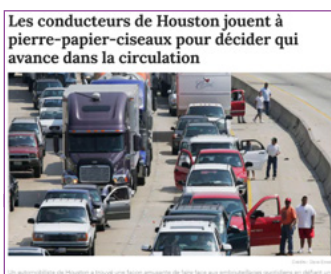 Les conducteurs de Houston jouent à
pierre-papier-ciseaux pour décider qui
avance dans la circulation